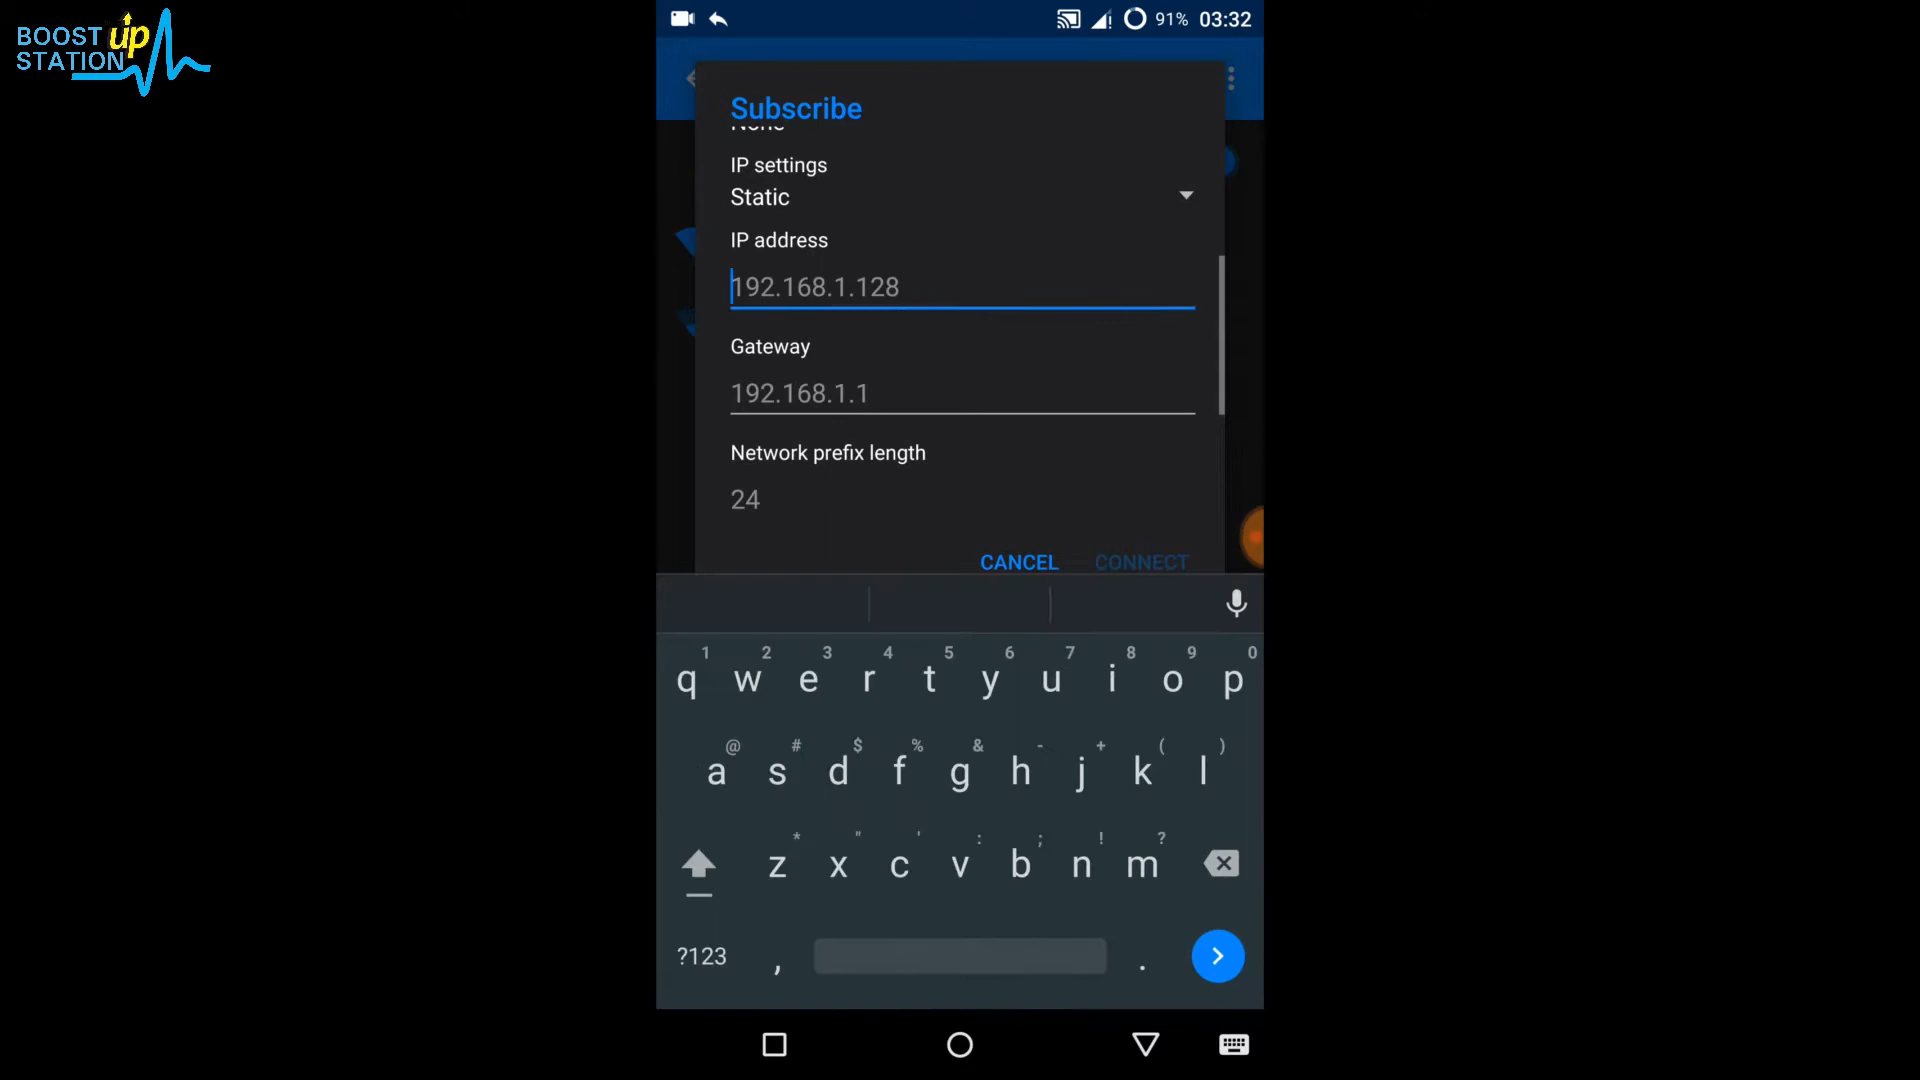 BOOST up
STATION
91% 03:32
Subscribe
None
IP settings
Static
IP address
192.168.1.128
Gateway
192.168.1.1
Network prefix length
24
CANCEL CONNECT
1 2 3 4 5 6 7 8 9 0
q w e r t y u i o p
@ # $ % & - + ( )
a s d f g h j k l
* " ' : ; ! ?
z x c v b n m
?123 , .